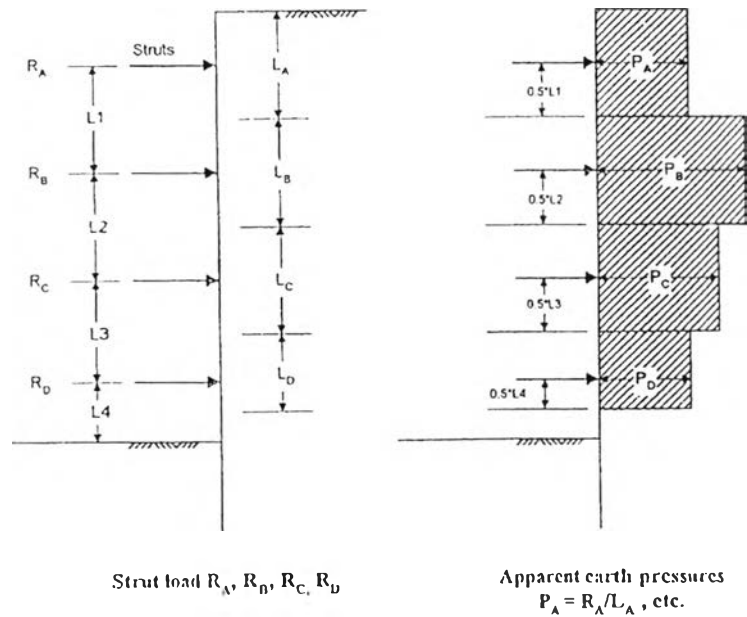 Struts
R_A
L_A
L1
R_B
L_B
L2
R_C
L_C
L3
R_D
L_D
L4
P_A
0.5*L1
P_B
0.5*L2
P_C
0.5*L3
P_D
0.5*L4
Strut load R_A, R_B, R_C, R_D
Apparent earth pressures
P_A = R_A/L_A , etc.